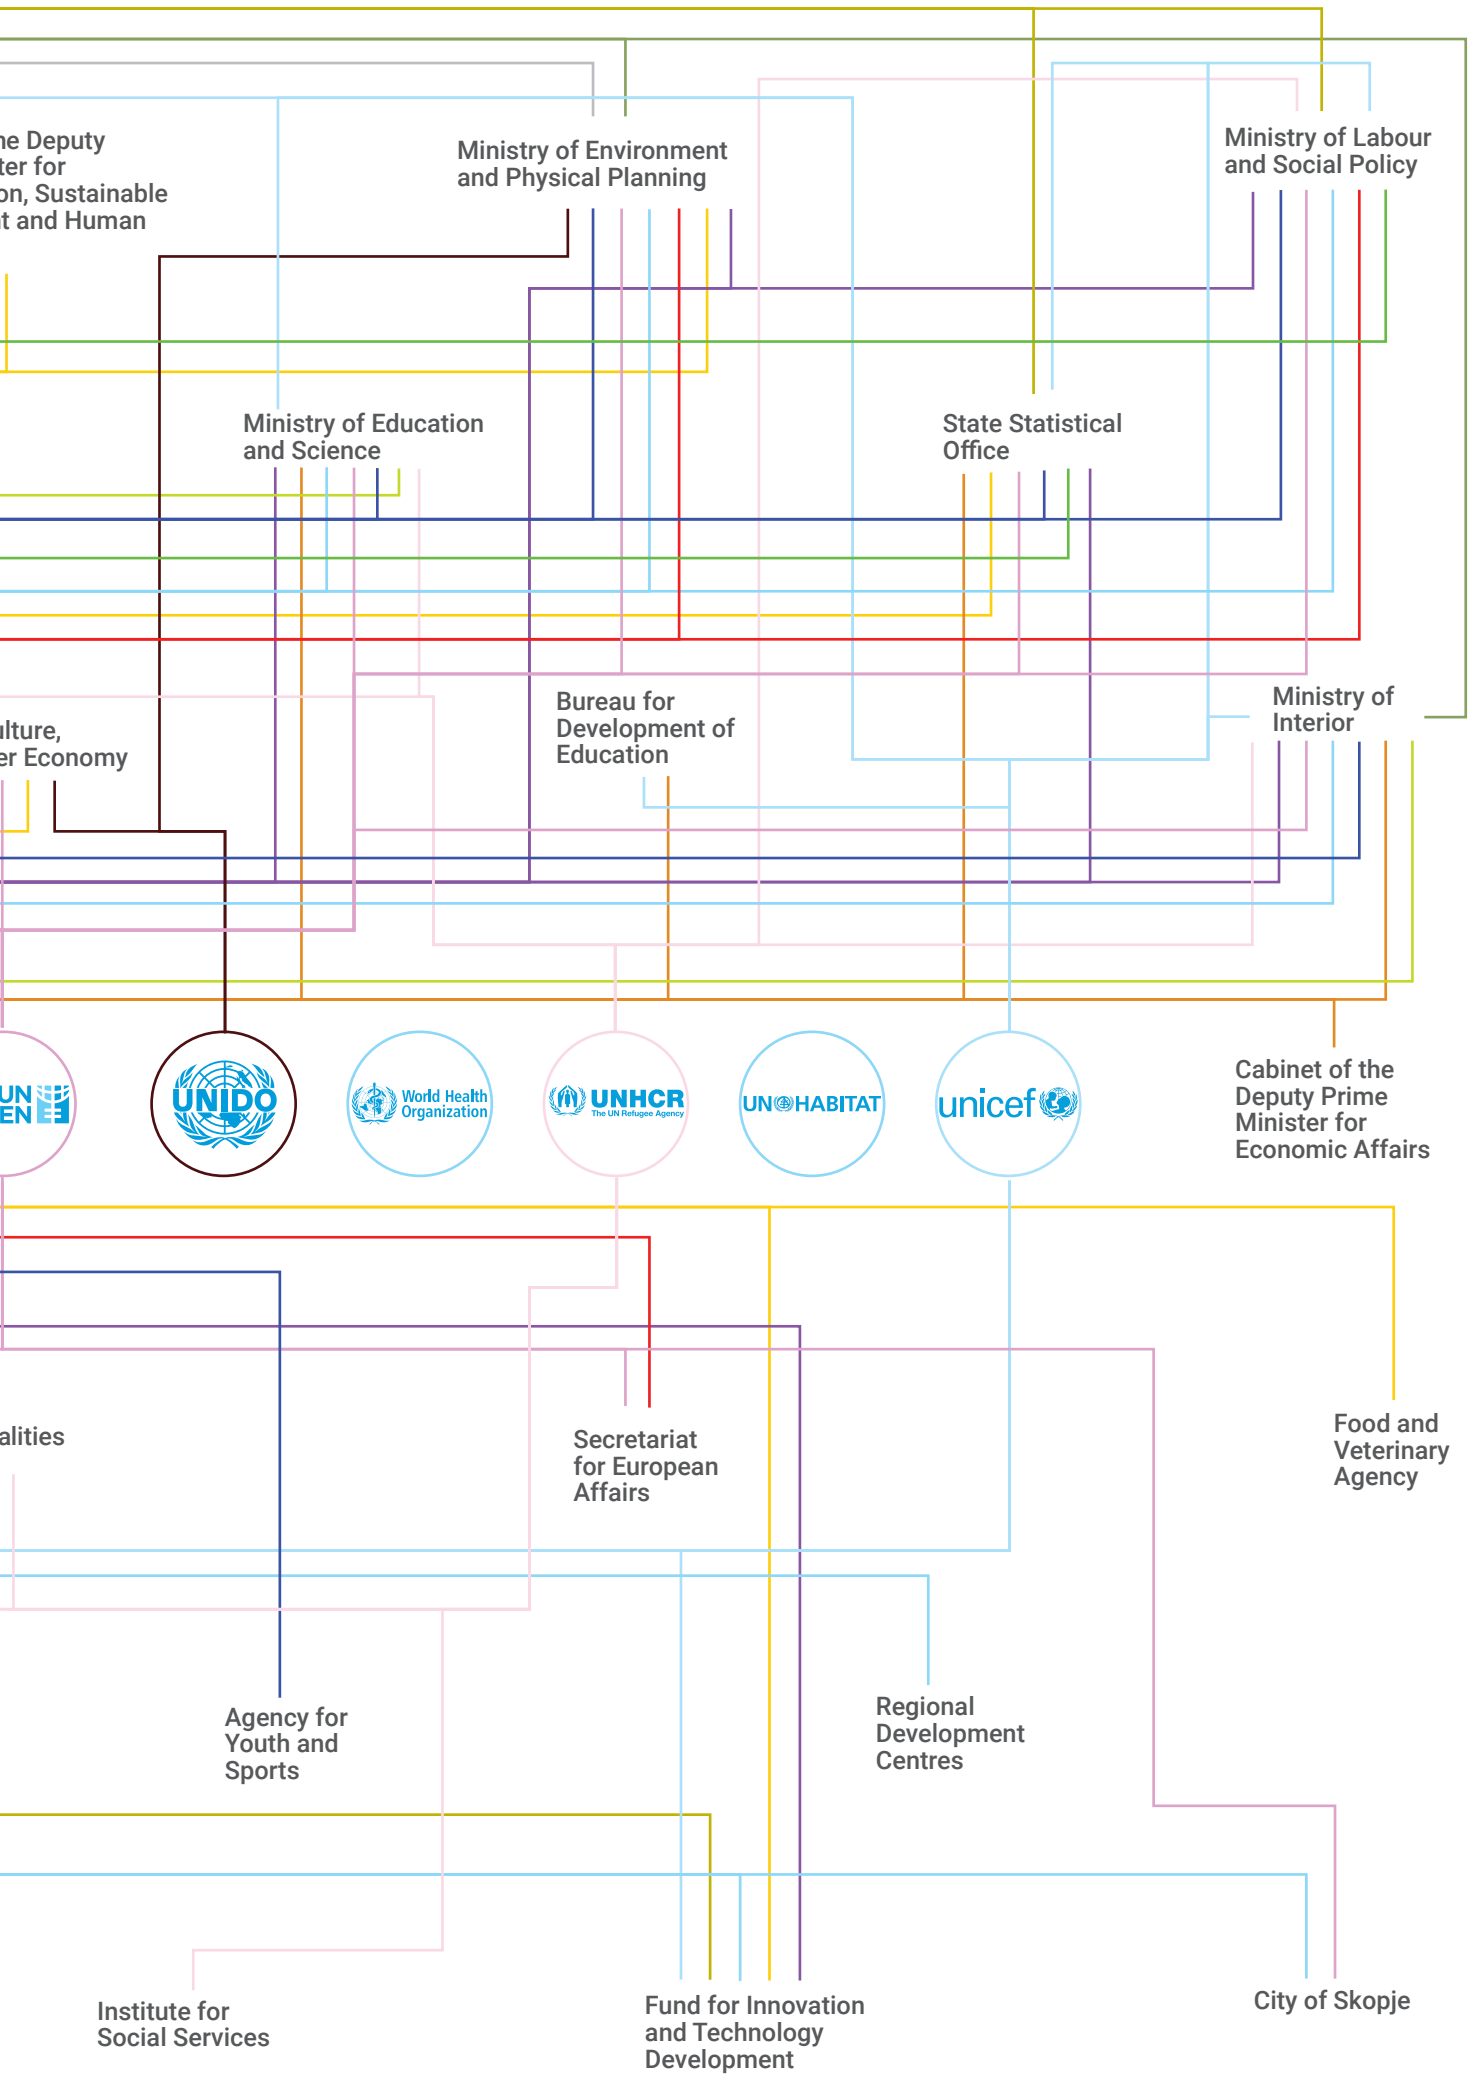 he Deputy
ter for
on, Sustainable
t and Human
Ministry of Environment
and Physical Planning
Ministry of Labour
and Social Policy
Ministry of Education
and Science
State Statistical
Office
ulture,
er Economy
Bureau for
Development of
Education
Ministry of
Interior
UN
EN
UNIDO
World Health
Organization
UNHCR
The UN Refugee Agency
UN HABITAT
unicef
Cabinet of the
Deputy Prime
Minister for
Economic Affairs
alities
Secretariat
for European
Affairs
Food and
Veterinary
Agency
Agency for
Youth and
Sports
Regional
Development
Centres
Institute for
Social Services
Fund for Innovation
and Technology
Development
City of Skopje